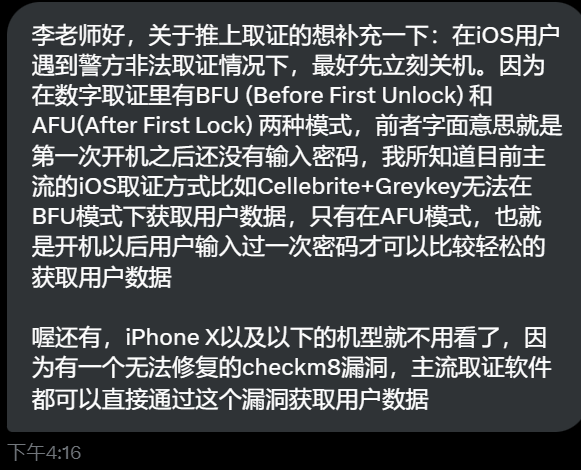 李老师好，关于推上取证的想补充一下：在iOS用户
遇到警方非法取证情况下，最好先立刻关机。因为
在数字取证里有BFU (Before First Unlock) 和
AFU(After First Lock) 两种模式，前者字面意思就是
第一次开机之后还没有输入密码，我所知道目前主
流的iOS取证方式比如Cellebrite+Greykey无法在
BFU模式下获取用户数据，只有在AFU模式，也就
是开机以后用户输入过一次密码才可以比较轻松的
获取用户数据
喔还有，iPhone X以及以下的机型就不用看了，因
为有一个无法修复的checkm8漏洞，主流取证软件
都可以直接通过这个漏洞获取用户数据
下午4:16